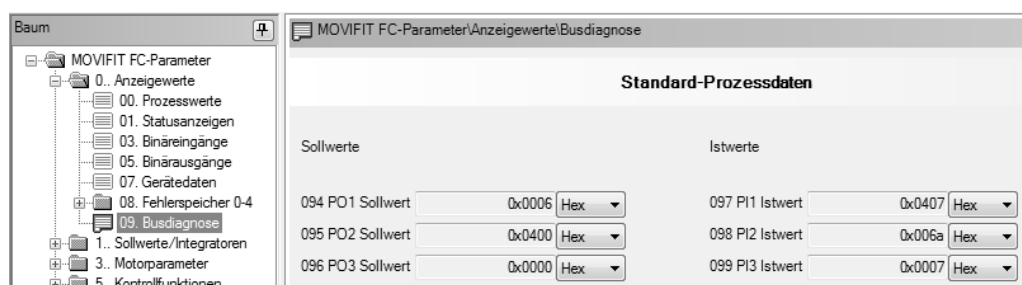 Baum
MOVIFIT FC-Parameter
0.. Anzeigewerte
00. Prozesswerte
01. Statusanzeigen
03. Binäreingänge
05. Binärausgänge
07. Gerätedaten
08. Fehlerspeicher 0-4
09. Busdiagnose
1.. Sollwerte/Integratoren
3.. Motorparameter
5.. Kontrollfunktionen
MOVIFIT FC-Parameter\Anzeigewerte\Busdiagnose
Standard-Prozessdaten
Sollwerte Istwerte
094 PO1 Sollwert 0x0006 Hex 097 PI1 Istwert 0x0407 Hex
095 PO2 Sollwert 0x0400 Hex 098 PI2 Istwert 0x006a Hex
096 PO3 Sollwert 0x0000 Hex 099 PI3 Istwert 0x0007 Hex